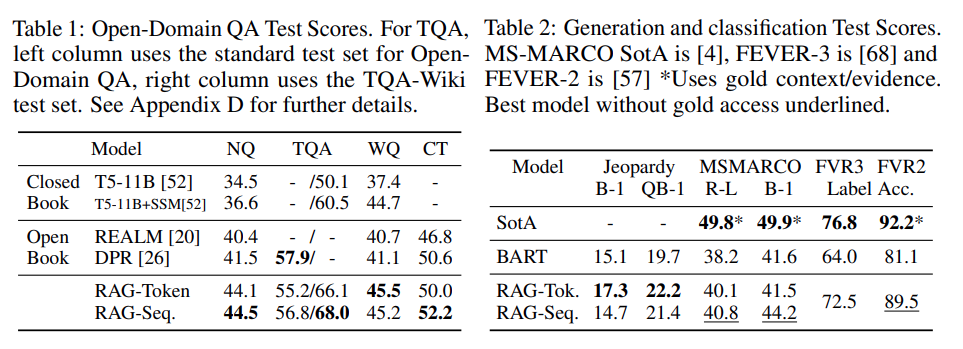 Table 1: Open-Domain QA Test Scores. For TQA,
left column uses the standard test set for Open-
Domain QA, right column uses the TQA-Wiki
test set. See Appendix D for further details.
Model NQ TQA WQ CT
Closed T5-11B [52] 34.5 - /50.1 37.4 -
Book T5-11B+SSM[52] 36.6 - /60.5 44.7 -
Open REALM [20] 40.4 - / - 40.7 46.8
Book DPR [26] 41.5 57.9/ - 41.1 50.6
RAG-Token 44.1 55.2/66.1 45.5 50.0
RAG-Seq. 44.5 56.8/68.0 45.2 52.2
Table 2: Generation and classification Test Scores.
MS-MARCO SotA is [4], FEVER-3 is [68] and
FEVER-2 is [57] *Uses gold context/evidence.
Best model without gold access underlined.
Model Jeopardy MSMARCO FVR3 FVR2
B-1 QB-1 R-L B-1 Label Acc.
SotA - - 49.8* 49.9* 76.8 92.2*
BART 15.1 19.7 38.2 41.6 64.0 81.1
RAG-Tok. 17.3 22.2 40.1 41.5
72.5 89.5
RAG-Seq. 14.7 21.4 40.8 44.2